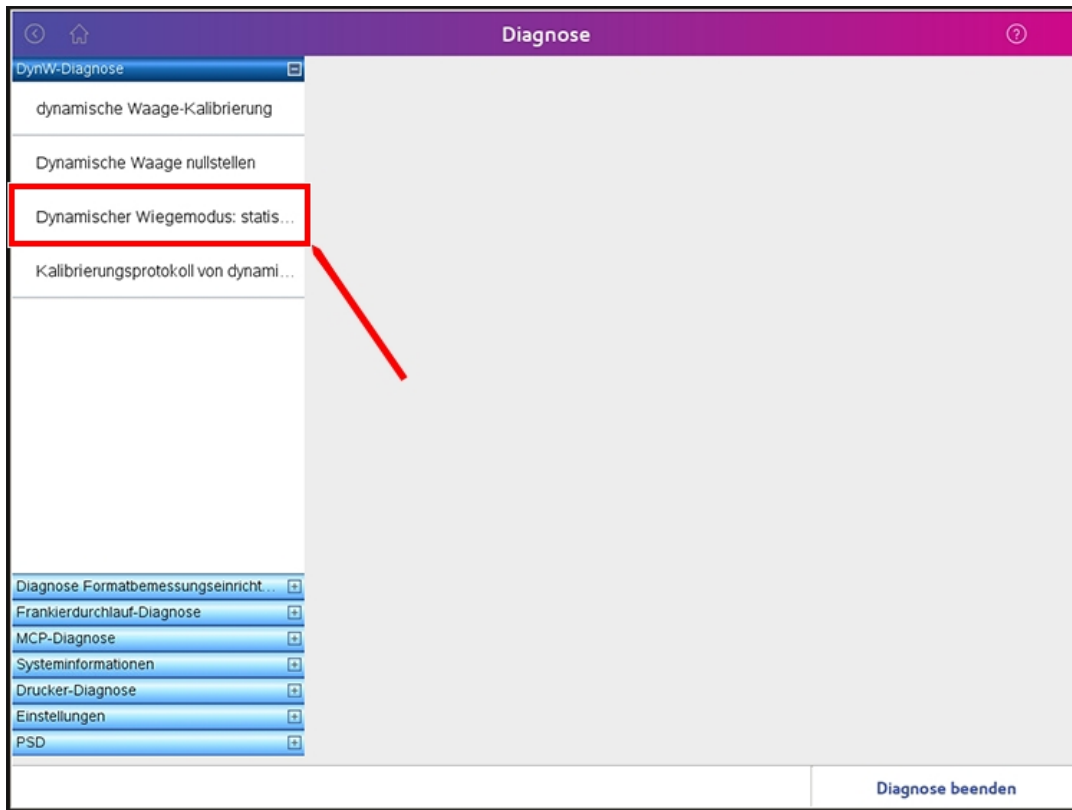 Diagnose
DynW-Diagnose
dynamische Waage-Kalibrierung
Dynamische Waage nullstellen
Dynamischer Wiegemodus: statis...
Kalibrierungsprotokoll von dynami...
Diagnose Formatbemessungseinricht...
Frankierdurchlauf-Diagnose
MCP-Diagnose
Systeminformationen
Drucker-Diagnose
Einstellungen
PSD
Diagnose beenden